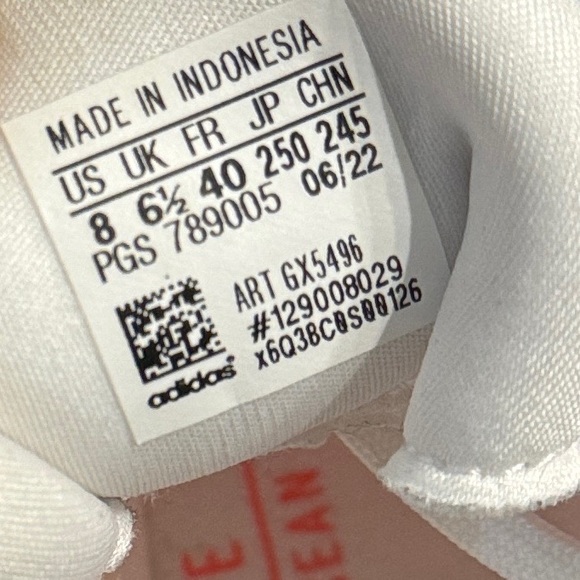 MADE IN INDONESIA
US UK FR JP CHN
8 6½ 40 250 245
PGS 789005 06/22
ART GX5496
#129008029
x6Q38C0S00126
adidas
E
EAN